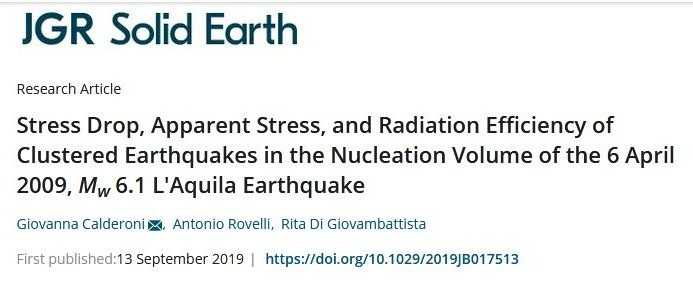 JGR Solid Earth
Research Article
Stress Drop, Apparent Stress, and Radiation Efficiency of
Clustered Earthquakes in the Nucleation Volume of the 6 April
2009, Mw 6.1 L'Aquila Earthquake
Giovanna Calderoni, Antonio Rovelli, Rita Di Giovambattista
First published:13 September 2019 | https://doi.org/10.1029/2019JB017513